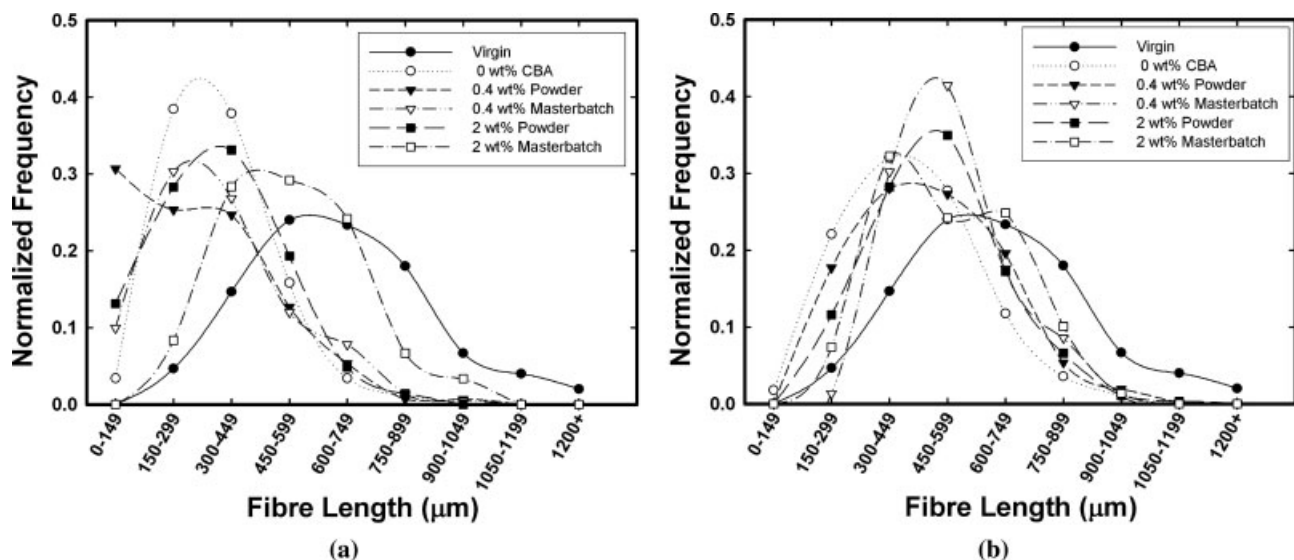 0.5
0.4
0.3
0.2
0.1
0.0
Normalized Frequency
Virgin
0 wt% CBA
0.4 wt% Powder
0.4 wt% Masterbatch
2 wt% Powder
2 wt% Masterbatch
0-149
150-299
300-449
450-599
600-749
750-899
900-1049
1050-1199
1200+
Fibre Length (μm)
(a)
0.5
0.4
0.3
0.2
0.1
0.0
Normalized Frequency
Virgin
0 wt% CBA
0.4 wt% Powder
0.4 wt% Masterbatch
2 wt% Powder
2 wt% Masterbatch
0-149
150-299
300-449
450-599
600-749
750-899
900-1049
1050-1199
1200+
Fibre Length (μm)
(b)